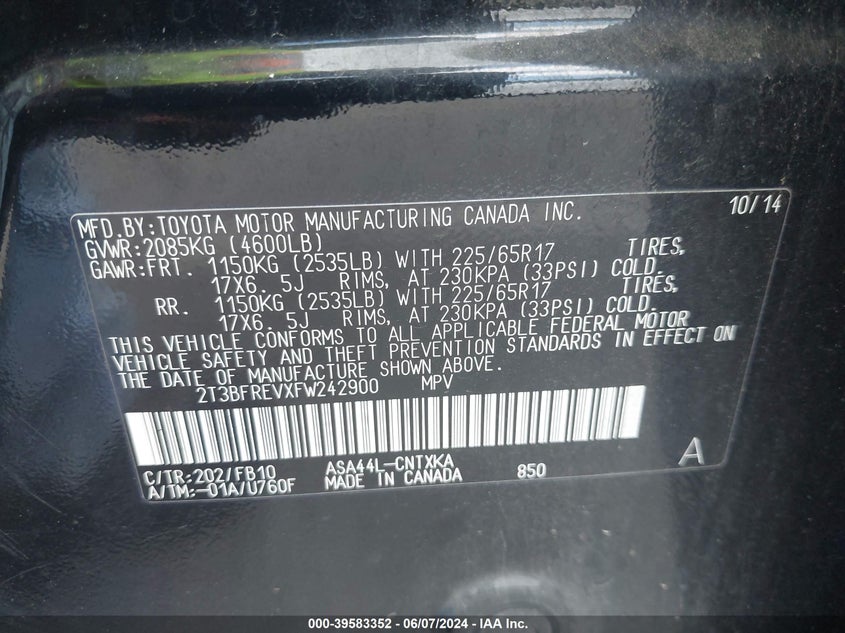 MFD.BY:TOYOTA MOTOR MANUFACTURING CANADA INC. 10/14
GVWR:2085KG (4600LB)
GAWR:FRT. 1150KG (2535LB) WITH 225/65R17 TIRES,
17X6.5J RIMS, AT 230KPA (33PSI) COLD.
RR. 1150KG (2535LB) WITH 225/65R17 TIRES,
17X6.5J RIMS, AT 230KPA (33PSI) COLD.
THIS VEHICLE CONFORMS TO ALL APPLICABLE FEDERAL MOTOR
VEHICLE SAFETY AND THEFT PREVENTION STANDARDS IN EFFECT ON
THE DATE OF MANUFACTURE SHOWN ABOVE.
2T3BFREVXFW242900 MPV
C/TR:202/FB10 ASA44L-CNTXKA 850 A
A/TM:-01A/U760F MADE IN CANADA
000-39583352 - 06/07/2024 - IAA Inc.